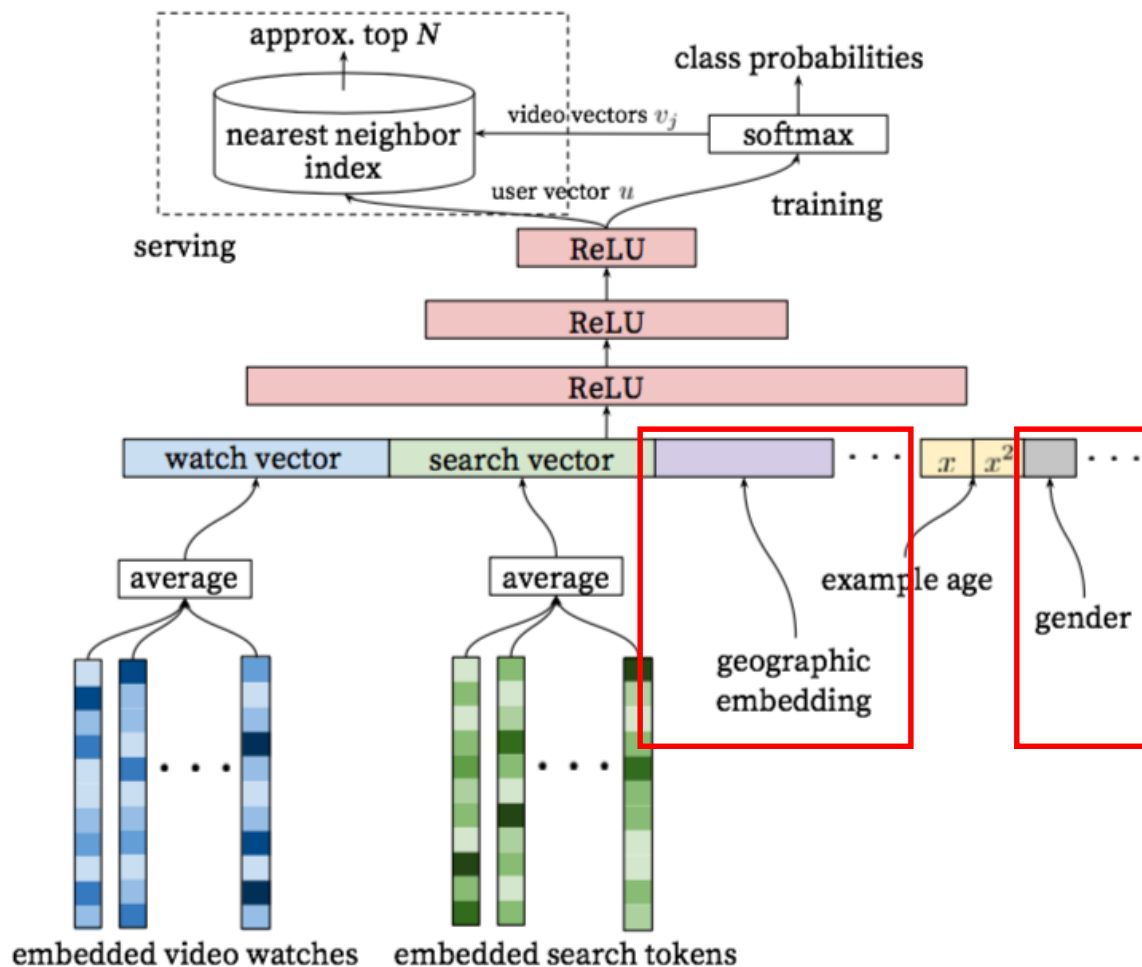 approx. top N
class probabilities
nearest neighbor
index
video vectors v_j
softmax
user vector u
training
serving
ReLU
ReLU
ReLU
watch vector
search vector
. . .
x
x²
. . .
average
average
example age
gender
geographic
embedding
. . .
. . .
embedded video watches
embedded search tokens